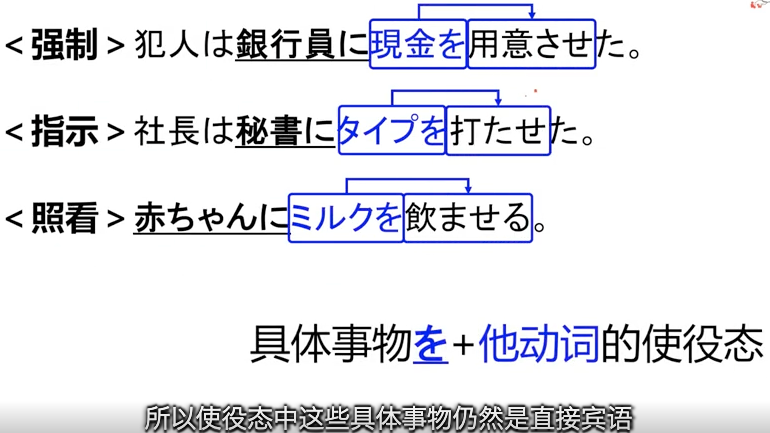 ＜强制＞犯人は銀行員に現金を用意させた。
＜指示＞社長は秘書にタイプを打たせた。
＜照看＞赤ちゃんにミルクを飲ませる。
具体事物を+他动词的使役态
所以使役态中这些具体事物仍然是直接宾语